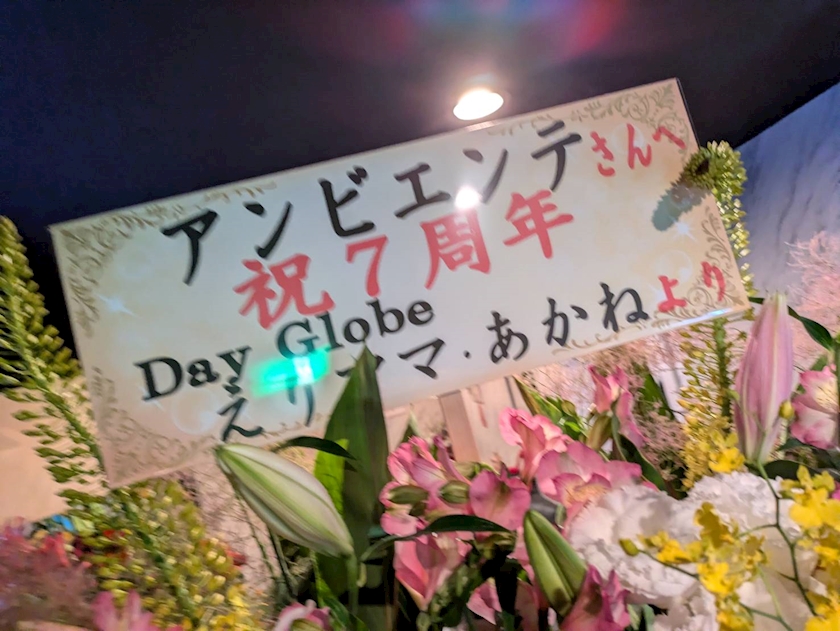 アンビエンテさんへ
祝7周年
Day Globe
えりママ・あかねより